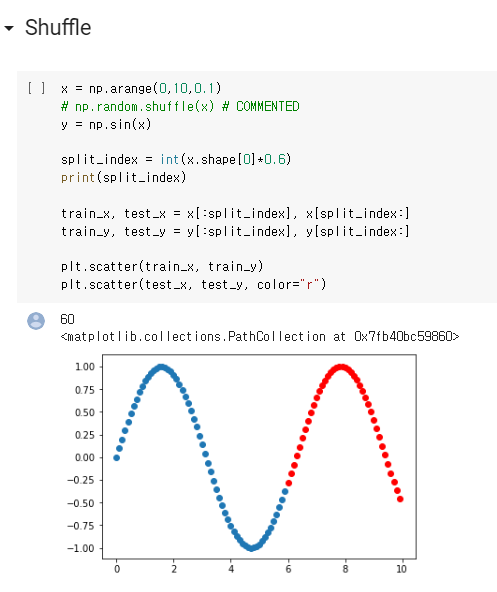 Shuffle
[ ] x = np.arange(0,10,0.1)
# np.random.shuffle(x) # COMMENTED
y = np.sin(x)
split_index = int(x.shape[0]*0.6)
print(split_index)
train_x, test_x = x[:split_index], x[split_index:]
train_y, test_y = y[:split_index], y[split_index:]
plt.scatter(train_x, train_y)
plt.scatter(test_x, test_y, color="r")
60
<matplotlib.collections.PathCollection at 0x7fb40bc59860>
1.00
0.75
0.50
0.25
0.00
−0.25
−0.50
−0.75
−1.00
0 2 4 6 8 10